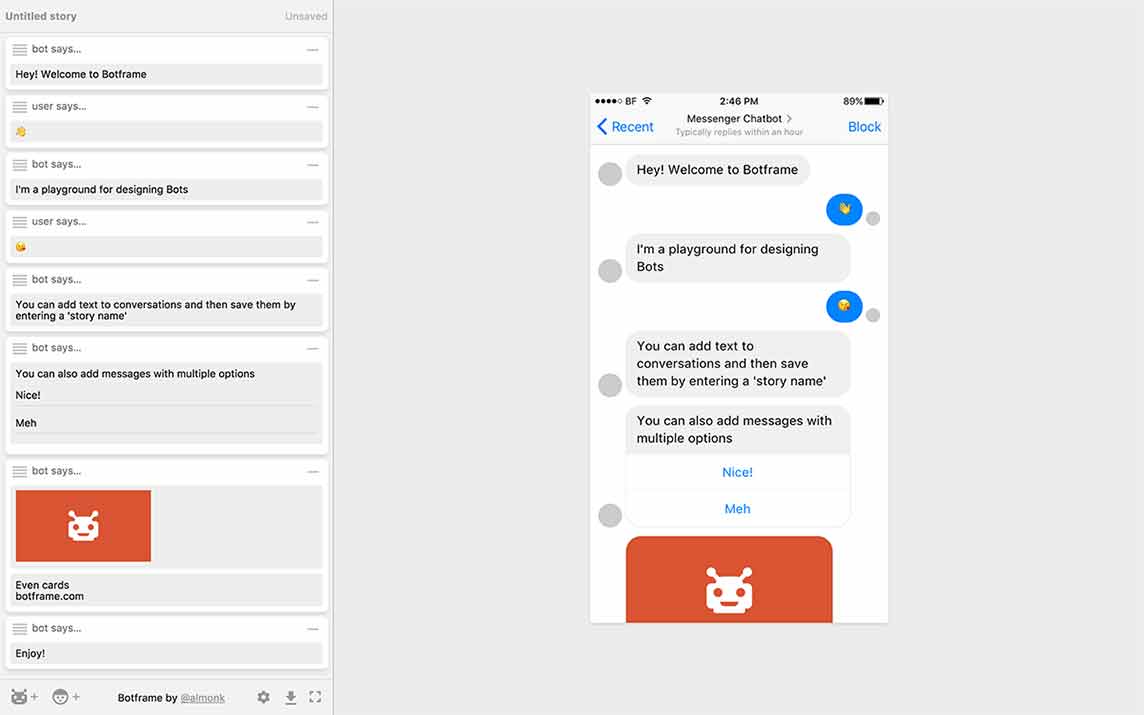 Untitled story Unsaved
bot says...
Hey! Welcome to Botframe
user says...
👋
bot says...
I'm a playground for designing Bots
user says...
😘
bot says...
You can add text to conversations and then save them by
entering a 'story name'
bot says...
You can also add messages with multiple options
Nice!
Meh
bot says...
Even cards
botframe.com
bot says...
Enjoy!
Botframe by @almonk
BF 2:46 PM 89%
Recent Messenger Chatbot Block
Typically replies within an hour
Hey! Welcome to Botframe
👋
I'm a playground for designing
Bots
😘
You can add text to
conversations and then save
them by entering a 'story name'
You can also add messages with
multiple options
Nice!
Meh